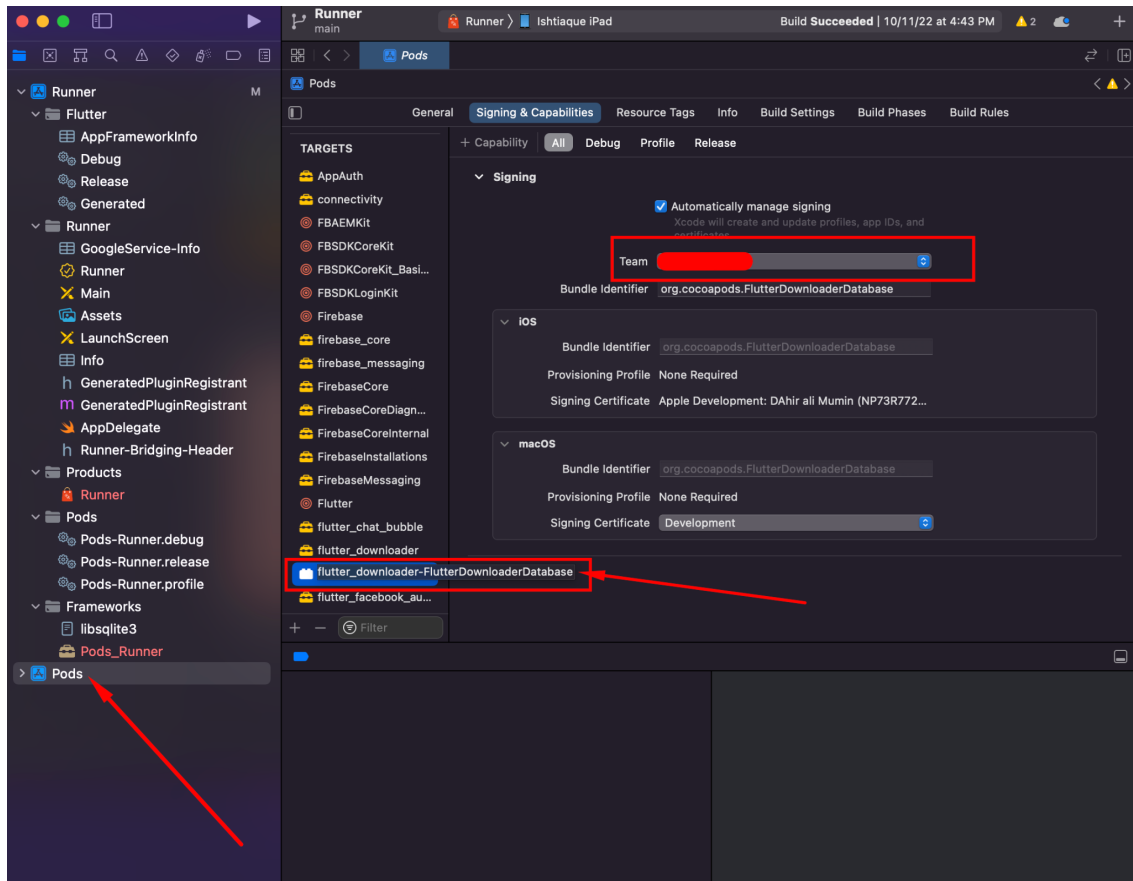 Runner
main
Runner 〉 Ishtiaque iPad
Build Succeeded | 10/11/22 at 4:43 PM
2
Pods
Pods
General
Signing & Capabilities
Resource Tags
Info
Build Settings
Build Phases
Build Rules
Runner
M
Flutter
AppFrameworkInfo
Debug
Release
Generated
Runner
GoogleService-Info
Runner
Main
Assets
LaunchScreen
Info
h GeneratedPluginRegistrant
m GeneratedPluginRegistrant
AppDelegate
h Runner-Bridging-Header
Products
Runner
Pods
Pods-Runner.debug
Pods-Runner.release
Pods-Runner.profile
Frameworks
libsqlite3
Pods_Runner
Pods
TARGETS
AppAuth
connectivity
FBAEMKit
FBSDKCoreKit
FBSDKCoreKit_Basi...
FBSDKLoginKit
Firebase
firebase_core
firebase_messaging
FirebaseCore
FirebaseCoreDiagn...
FirebaseCoreInternal
FirebaseInstallations
FirebaseMessaging
Flutter
flutter_chat_bubble
flutter_downloader
flutter_downloader-FlutterDownloaderDatabase
flutter_facebook_au...
Filter
+ Capability
All
Debug
Profile
Release
Signing
Automatically manage signing
Xcode will create and update profiles, app IDs, and
certificates.
Team
Bundle Identifier org.cocoapods.FlutterDownloaderDatabase
iOS
Bundle Identifier org.cocoapods.FlutterDownloaderDatabase
Provisioning Profile None Required
Signing Certificate Apple Development: DAhir ali Mumin (NP73R772...
macOS
Bundle Identifier org.cocoapods.FlutterDownloaderDatabase
Provisioning Profile None Required
Signing Certificate Development